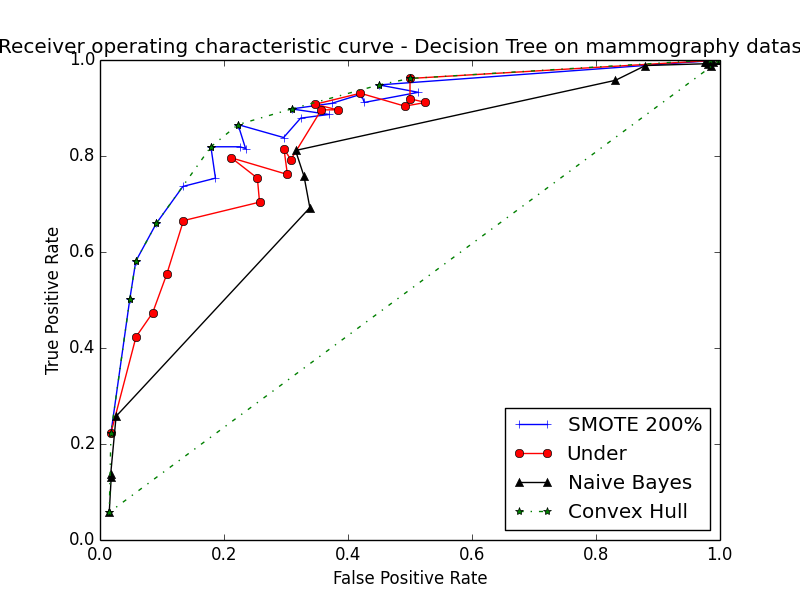 Receiver operating characteristic curve - Decision Tree on mammography datas
1.0
0.8
0.6
0.4
0.2
0.0
True Positive Rate
SMOTE 200%
Under
Naive Bayes
Convex Hull
0.0 0.2 0.4 0.6 0.8 1.0
False Positive Rate